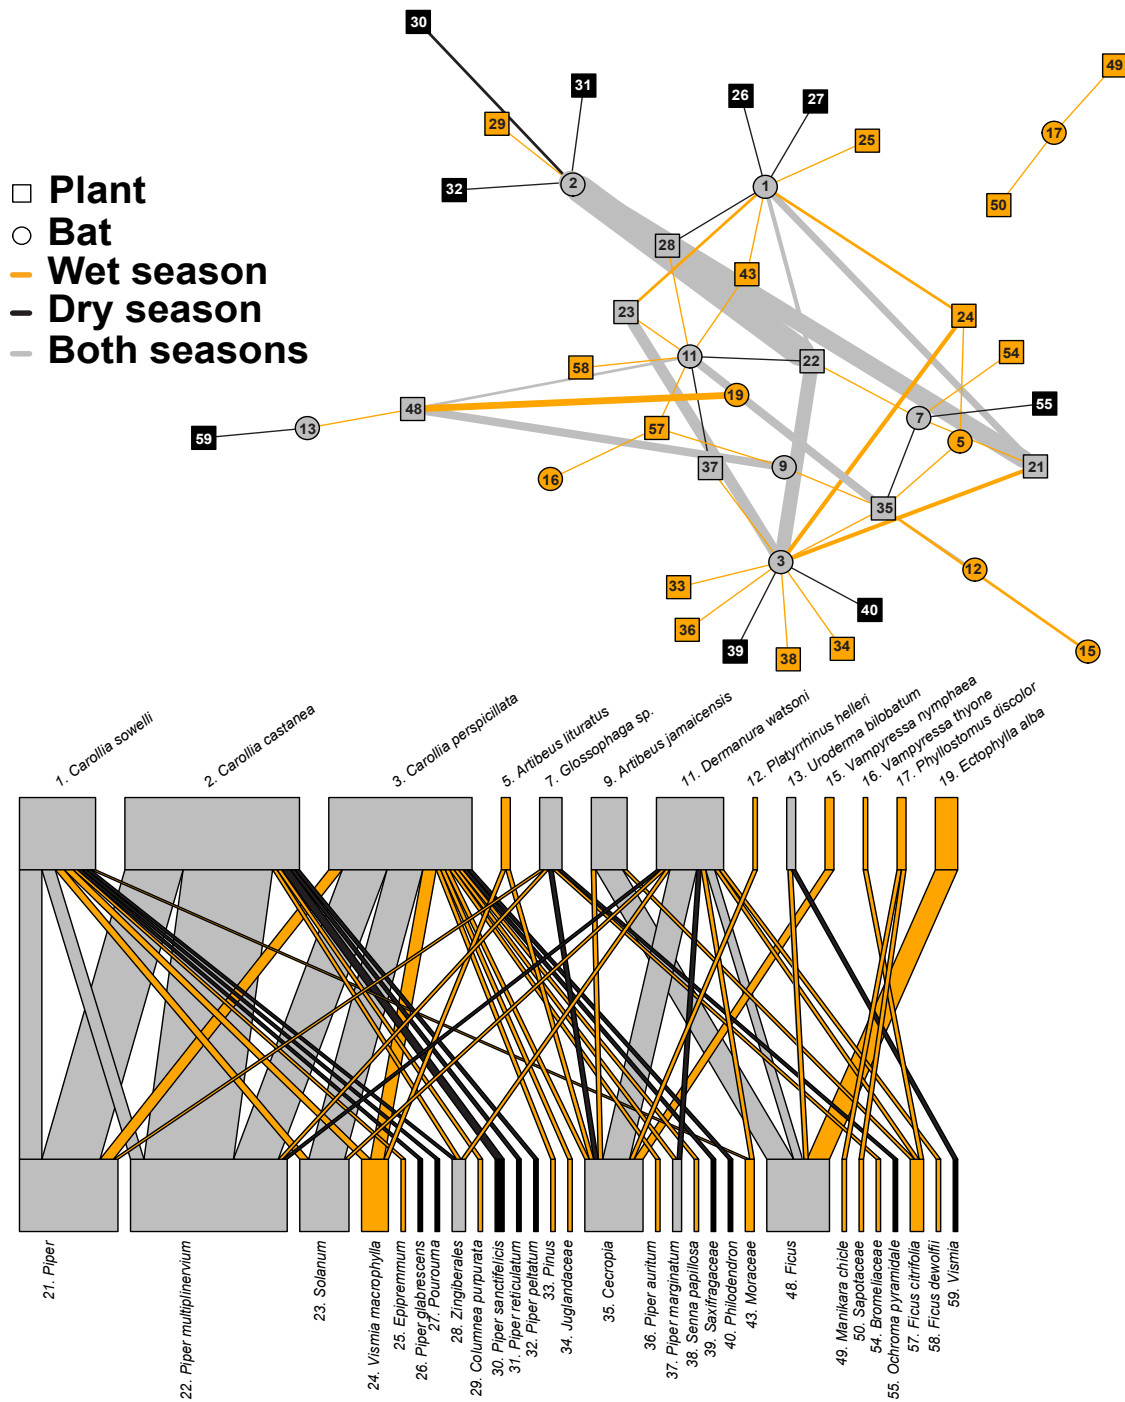 30
31
26
27
49
29
25
17
32
2
1
50
28
43
23
24
11
22
54
58
19
48
7
55
13
57
5
59
37
9
21
16
35
3
12
33
40
36
39
38
34
15
Plant
Bat
Wet season
Dry season
Both seasons
1. Carollia sowelli
2. Carollia castanea
3. Carollia perspicillata
5. Artibeus lituratus
7. Glossophaga sp.
9. Artibeus jamaicensis
11. Dermanura watsoni
12. Platyrrhinus helleri
13. Uroderma bilobatum
15. Vampyressa nymphaea
16. Vampyressa thyone
17. Phyllostomus discolor
19. Ectophylla alba
21. Piper
22. Piper multiplinervium
23. Solanum
24. Vismia macrophylla
25. Epipremmum
26. Piper glabrescens
27. Pourouma
28. Zingiberales
29. Columnea purpurata
30. Piper sanctifelicis
31. Piper reticulatum
32. Piper peltatum
33. Pinus
34. Juglandaceae
35. Cecropia
36. Piper auritum
37. Piper marginatum
38. Senna papillosa
39. Saxifragaceae
40. Philodendron
43. Moraceae
48. Ficus
49. Manikara chicle
50. Sapotaceae
54. Bromeliaceae
55. Ochroma pyramidale
57. Ficus citrifolia
58. Ficus dewolfii
59. Vismia